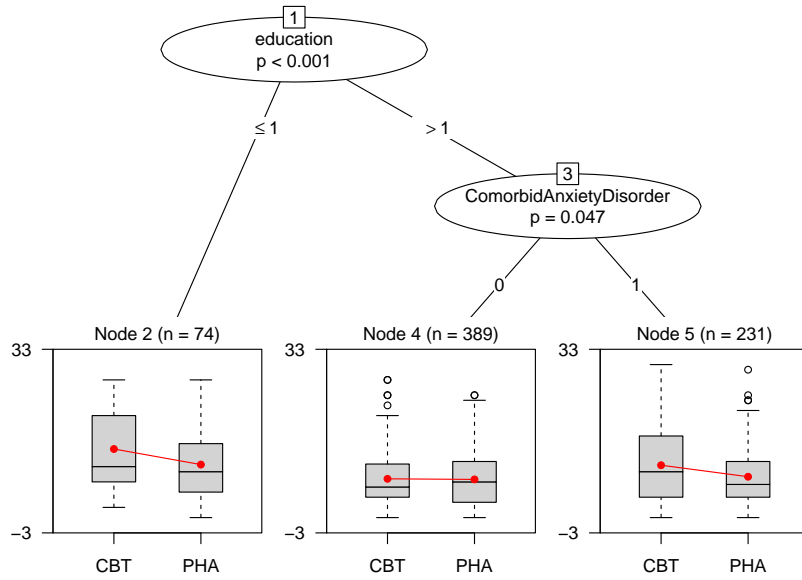 1
education
p < 0.001
≤ 1
> 1
3
ComorbidAnxietyDisorder
p = 0.047
0
1
Node 2 (n = 74)
Node 4 (n = 389)
Node 5 (n = 231)
33
33
33
−3
−3
−3
CBT PHA
CBT PHA
CBT PHA